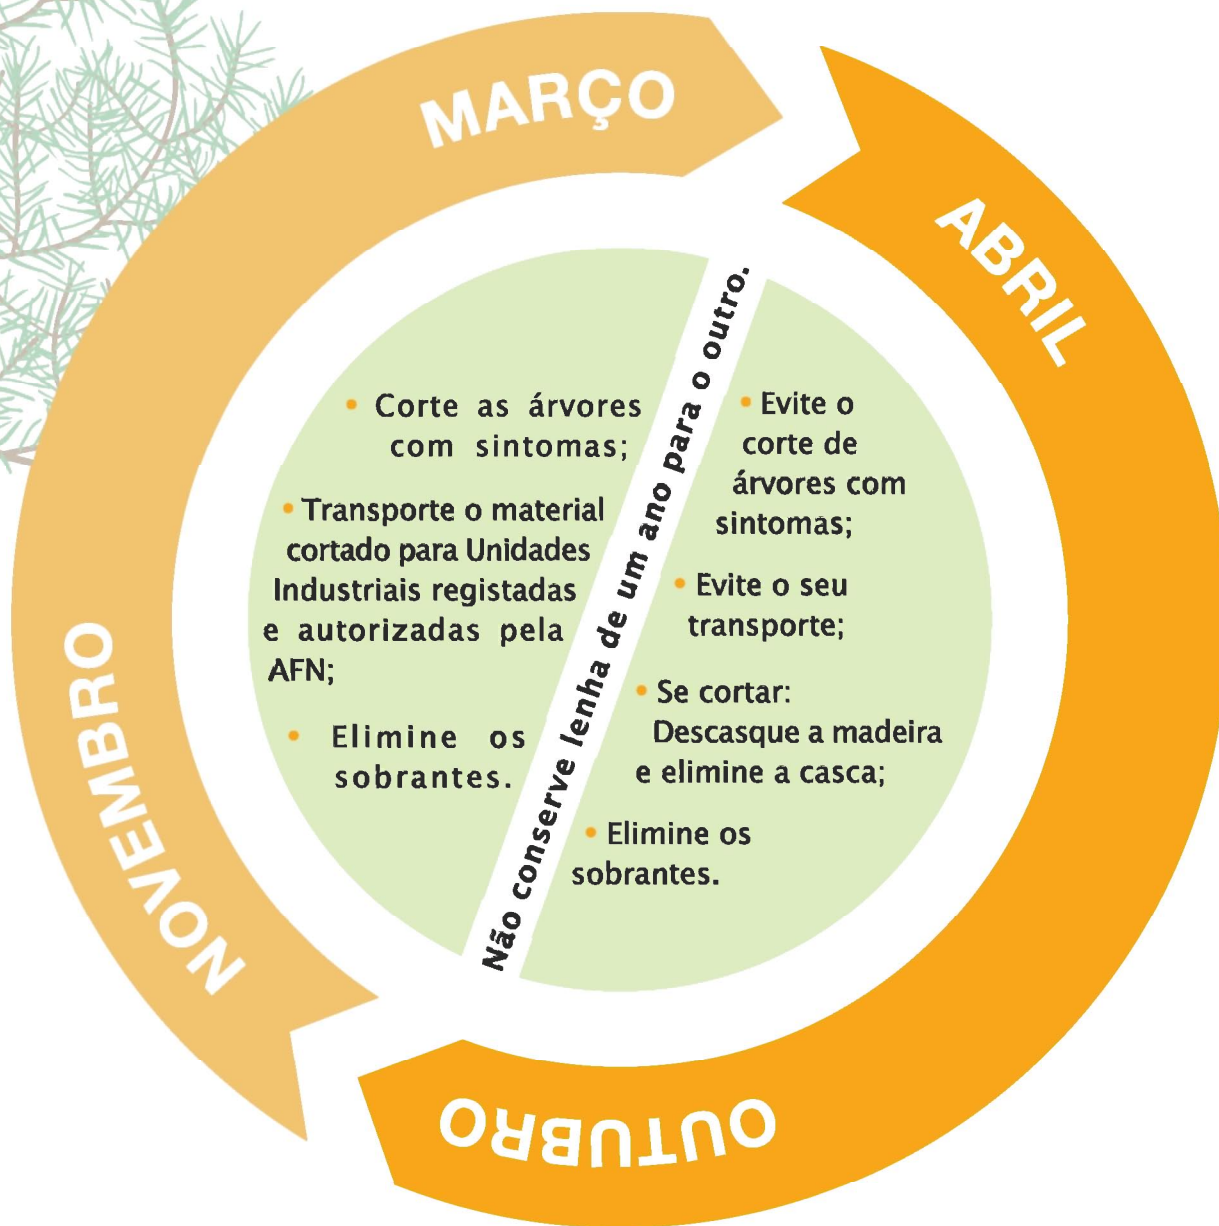 MARÇO
ABRIL
NOVEMBRO
OUTUBRO
• Corte as árvores
com sintomas;
• Transporte o material
cortado para Unidades
Industriais registadas
e autorizadas pela
AFN;
• Elimine os
sobrantes.
Não conserve lenha de um ano para o outro.
• Evite o
corte de
árvores com
sintomas;
• Evite o seu
transporte;
• Se cortar:
Descasque a madeira
e elimine a casca;
• Elimine os
sobrantes.